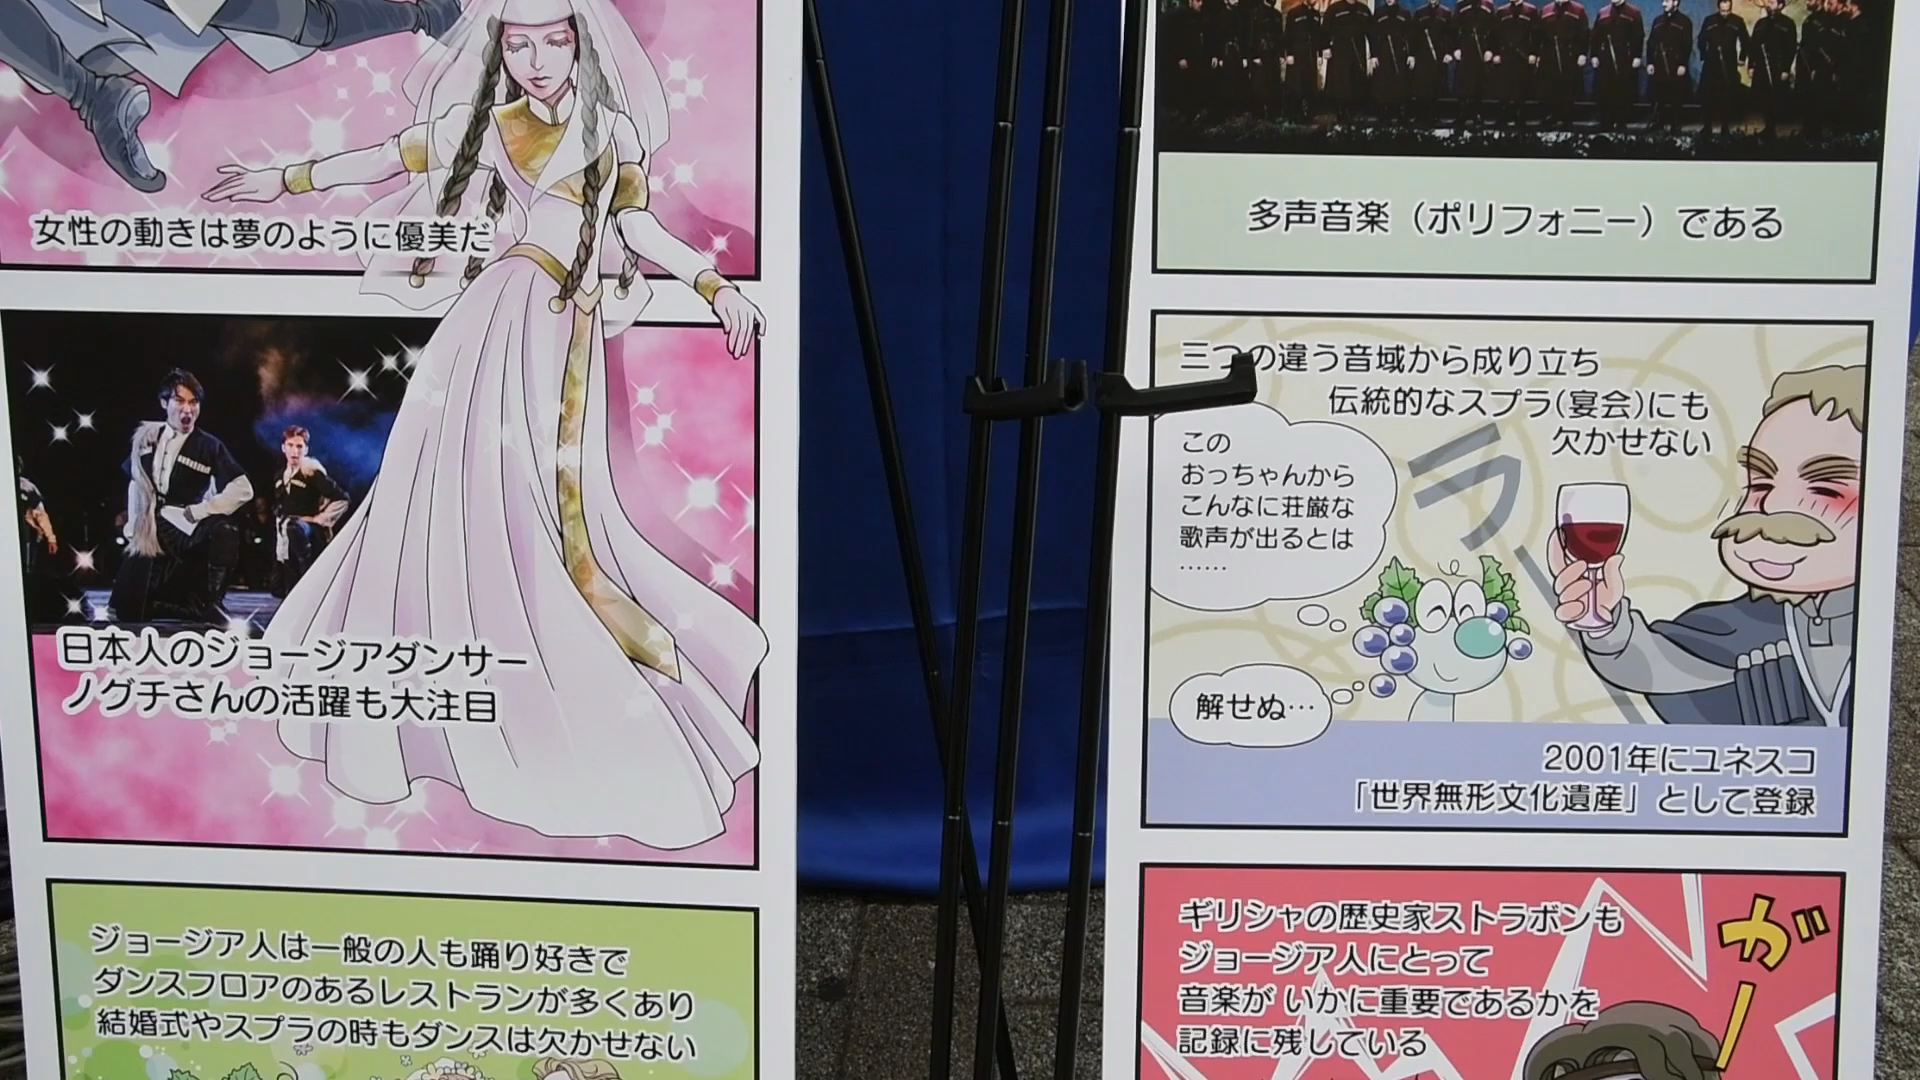 女性の動きは夢のように優美だ
日本人のジョージアダンサー
ノグチさんの活躍も大注目
ジョージア人は一般の人も踊り好きで
ダンスフロアのあるレストランが多くあり
結婚式やスプラの時もダンスは欠かせない
多声音楽（ポリフォニー）である
三つの違う音域から成り立ち
伝統的なスプラ(宴会)にも
欠かせない
この
おっちゃんから
こんなに荘厳な
歌声が出るとは
……
ラー
解せぬ…
2001年にユネスコ
「世界無形文化遺産」として登録
ギリシャの歴史家ストラボンも
ジョージア人にとって
音楽が いかに重要であるかを
記録に残している
ガー